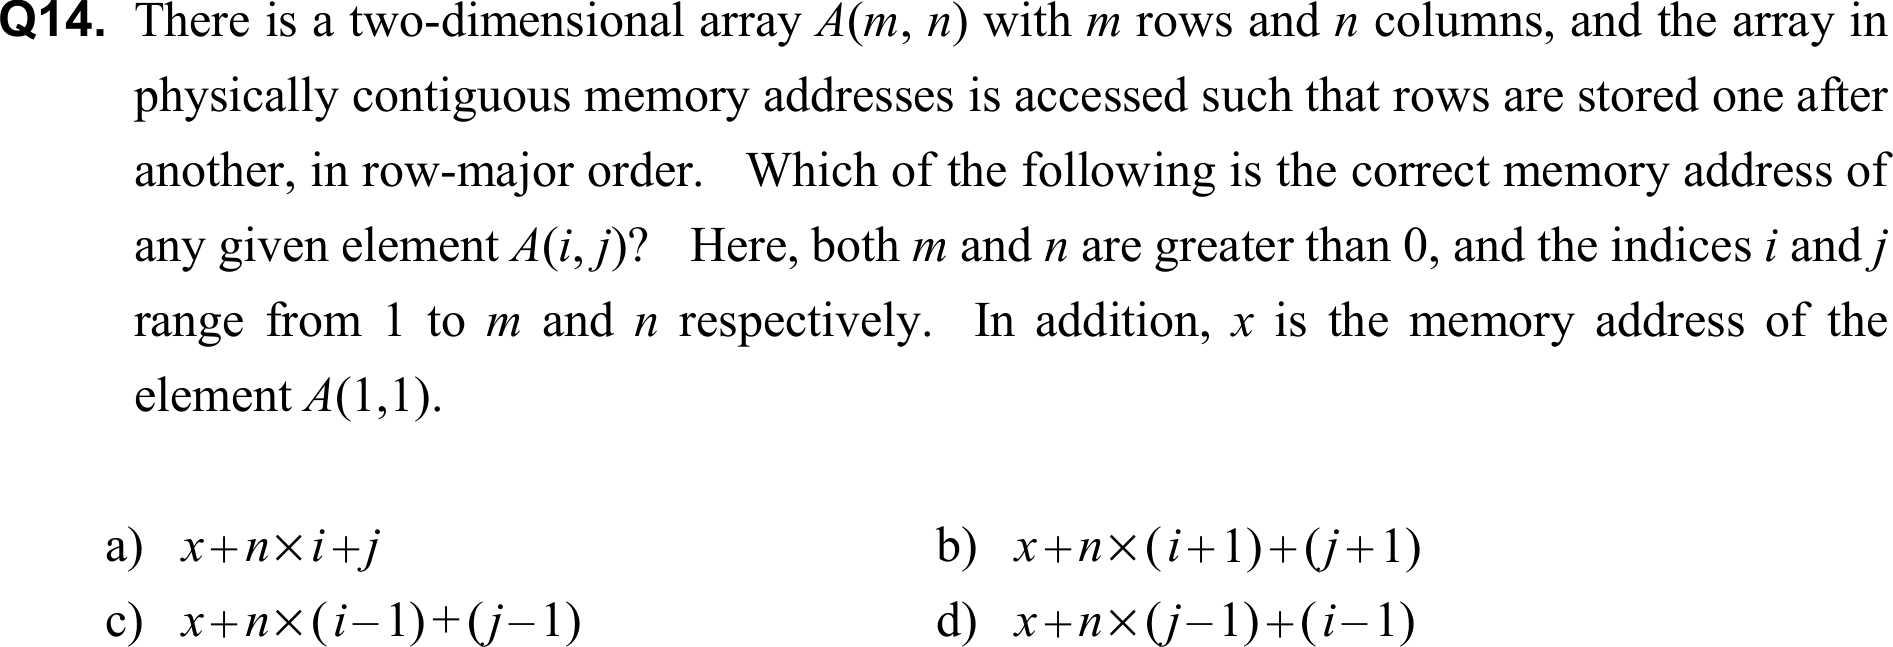 Q14. There is a two-dimensional array A(m, n) with m rows and n columns, and the array in
physically contiguous memory addresses is accessed such that rows are stored one after
another, in row-major order. Which of the following is the correct memory address of
any given element A(i, j)? Here, both m and n are greater than 0, and the indices i and j
range from 1 to m and n respectively. In addition, x is the memory address of the
element A(1,1).
a) x+n×i+j b) x+n×(i+1)+(j+1)
c) x+n×(i−1)+(j−1) d) x+n×(j−1)+(i−1)